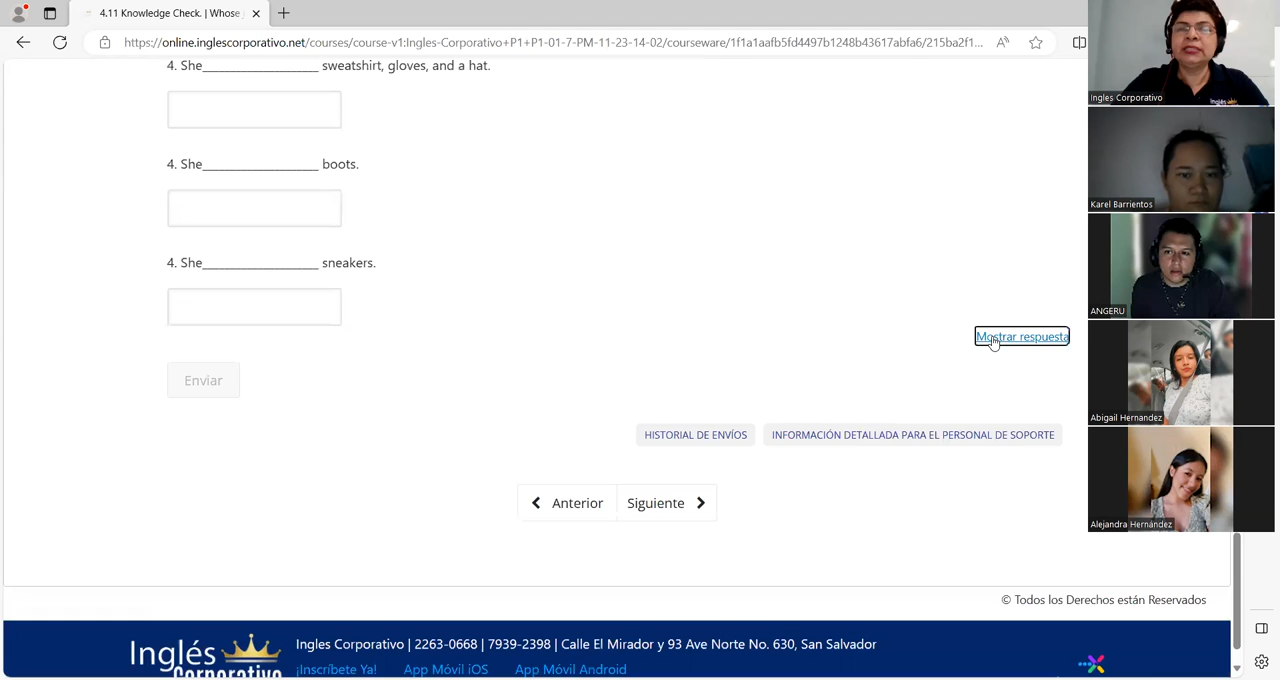 4.11 Knowledge Check. | Whose
https://online.inglescorporativo.net/courses/course-v1:Ingles-Corporativo+P1+P1-01-7-PM-11-23-14-02/courseware/1f1a1aafb5fd4497b1248b43617abfa6/215ba2f1...
4. She__________________ sweatshirt, gloves, and a hat.
4. She__________________ boots.
4. She__________________ sneakers.
Mostrar respuesta
Enviar
HISTORIAL DE ENVÍOS
INFORMACIÓN DETALLADA PARA EL PERSONAL DE SOPORTE
Anterior
Siguiente
© Todos los Derechos están Reservados
Inglés Corporativo
Ingles Corporativo | 2263-0668 | 7939-2398 | Calle El Mirador y 93 Ave Norte No. 630, San Salvador
¡Inscríbete Ya!
App Móvil iOS
App Móvil Android
Ingles Corporativo
Karel Barrientos
ANGERU
Abigail Hernandez
Alejandra Hernández